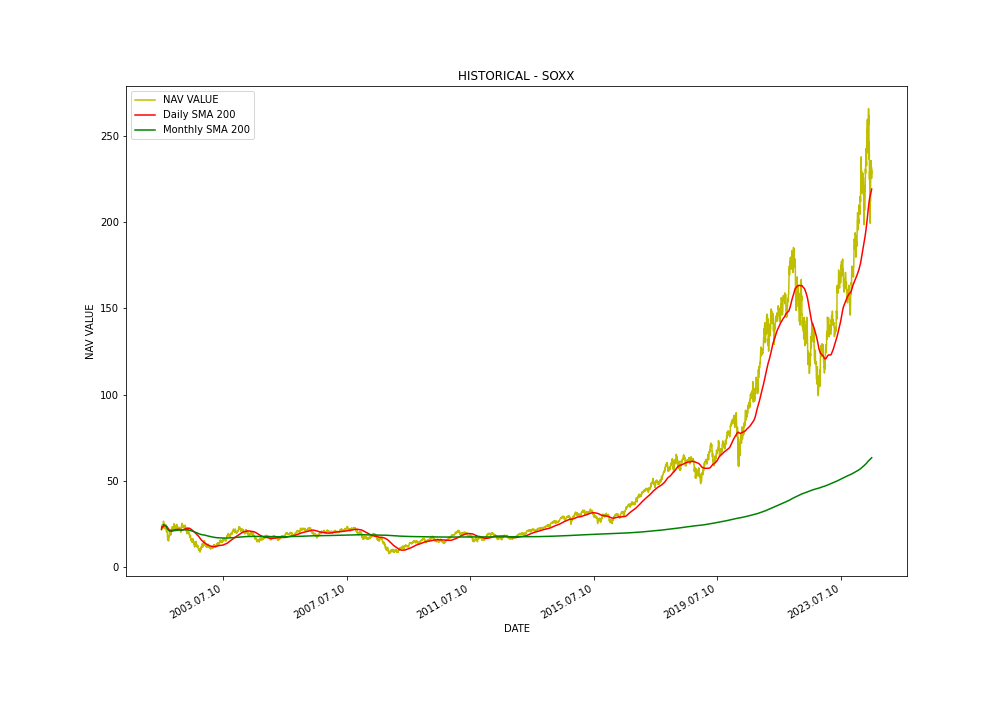 HISTORICAL - SOXX
NAV VALUE
Daily SMA 200
Monthly SMA 200
NAV VALUE
250
200
150
100
50
0
2003.07.10
2007.07.10
2011.07.10
2015.07.10
2019.07.10
2023.07.10
DATE